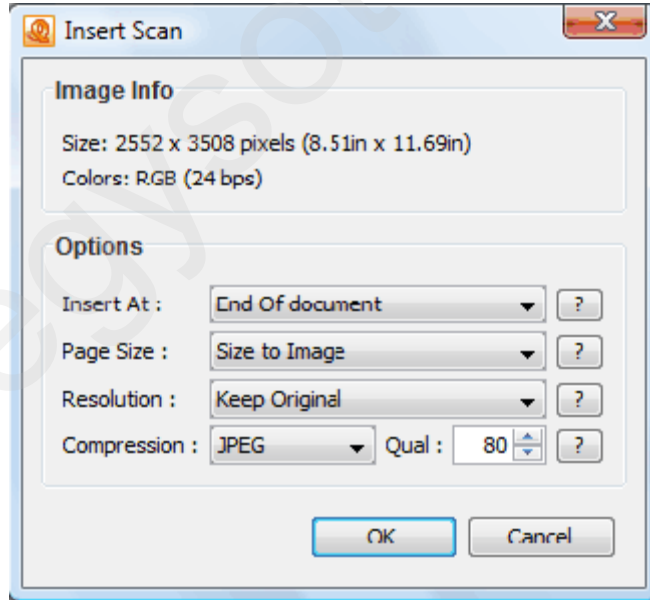 Insert Scan
Image Info
Size: 2552 x 3508 pixels (8.51in x 11.69in)
Colors: RGB (24 bps)
Options
Insert At : End Of document ?
Page Size : Size to Image ?
Resolution : Keep Original ?
Compression : JPEG Qual : 80 ?
OK Cancel